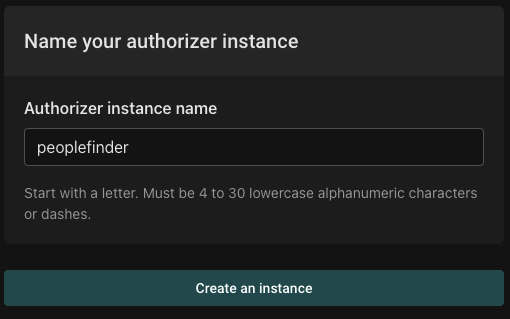 Name your authorizer instance
Authorizer instance name
peoplefinder
Start with a letter. Must be 4 to 30 lowercase alphanumeric characters
or dashes.
Create an instance